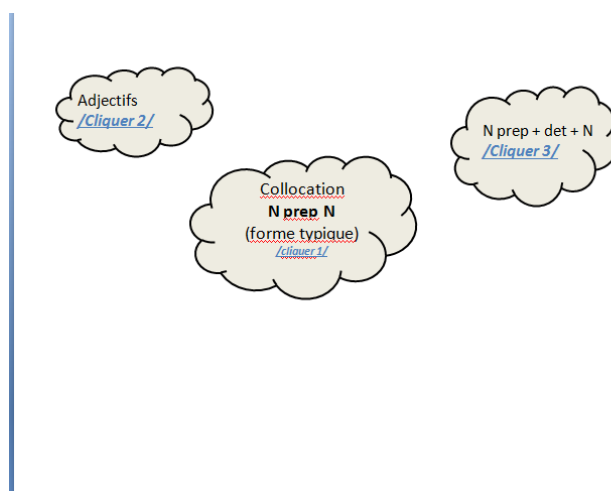 Adjectifs
/Cliquer 2/
N prep + det + N
/Cliquer 3/
Collocation
N prep N
(forme typique)
/cliquer 1/